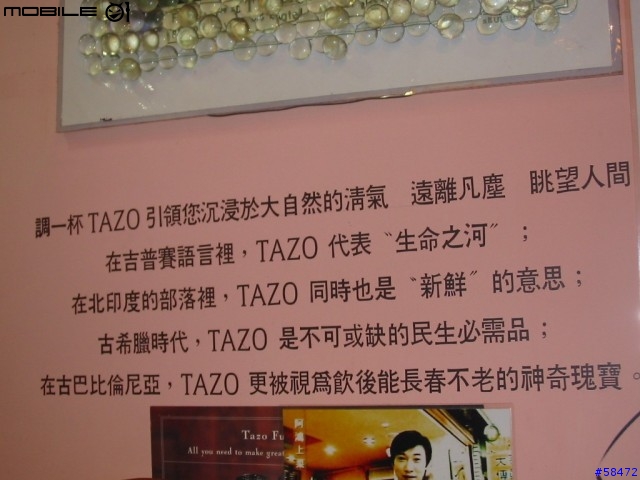 MOBILE 01
調一杯 TAZO 引領您沉浸於大自然的清氣 遠離凡塵 眺望人間
在吉普賽語言裡，TAZO 代表〝生命之河〞；
在北印度的部落裡，TAZO 同時也是〝新鮮〞的意思；
古希臘時代，TAZO 是不可或缺的民生必需品；
在古巴比倫尼亞，TAZO 更被視為飲後能長春不老的神奇瑰寶。
Tazo Fu
All you need to make great
#58472